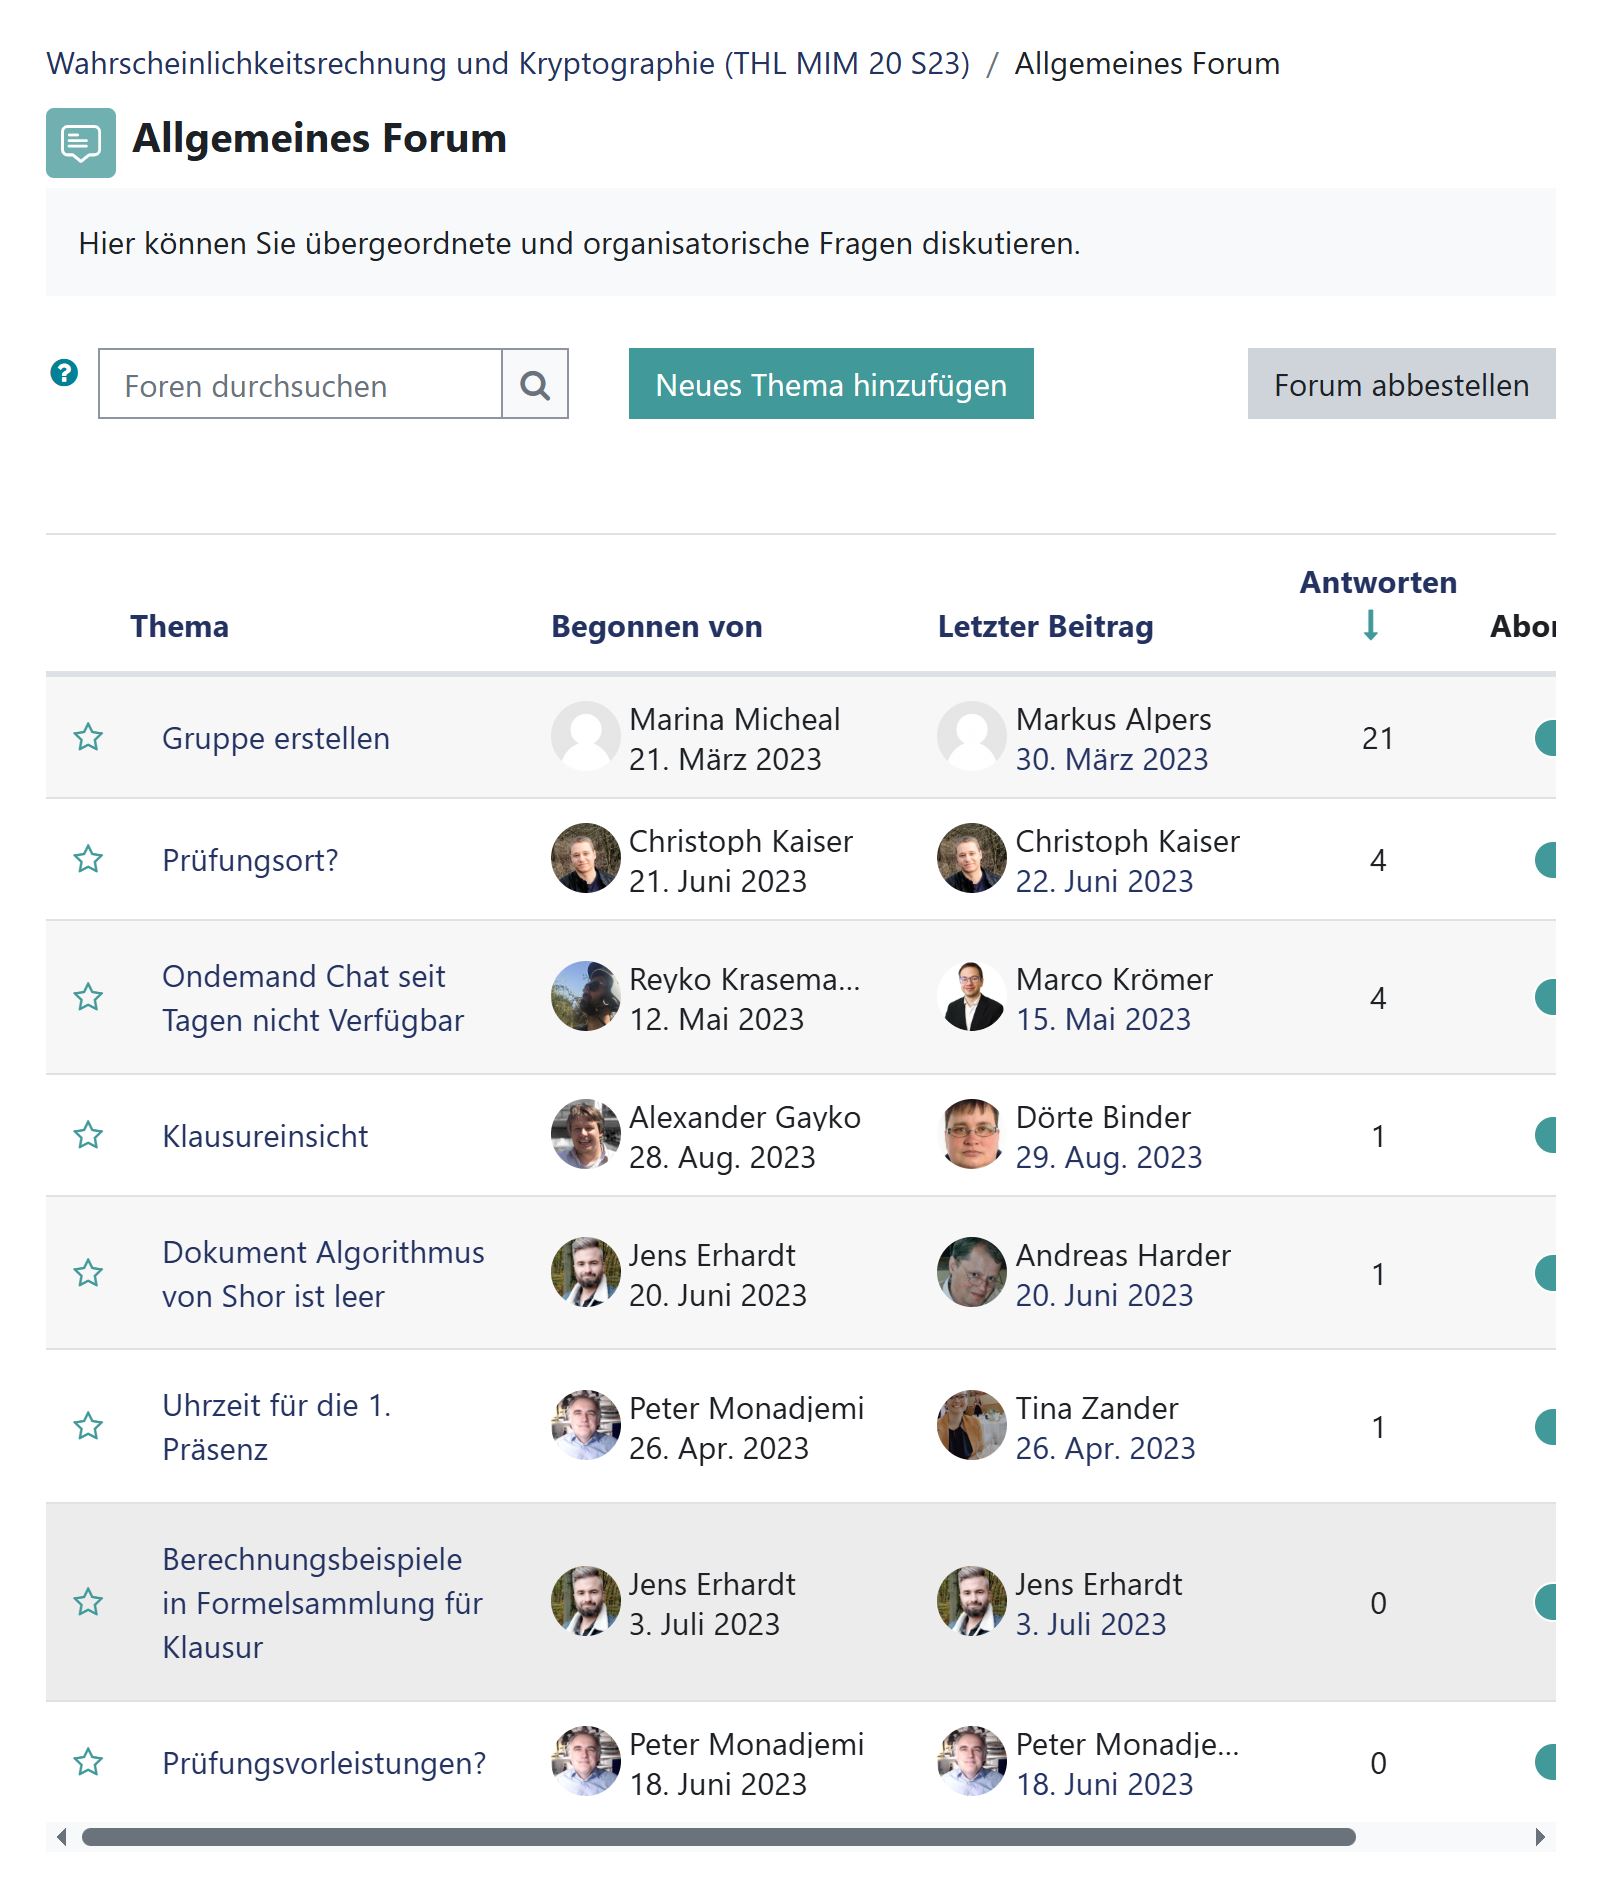 Wahrscheinlichkeitsrechnung und Kryptographie (THL MIM 20 S23) / Allgemeines Forum
Allgemeines Forum
Hier können Sie übergeordnete und organisatorische Fragen diskutieren.
? Foren durchsuchen Neues Thema hinzufügen Forum abbestellen
Antworten
Thema Begonnen von Letzter Beitrag ↓
Gruppe erstellen
Marina Micheal
21. März 2023
Markus Alpers
30. März 2023
21
Prüfungsort?
Christoph Kaiser
21. Juni 2023
Christoph Kaiser
22. Juni 2023
4
Ondemand Chat seit
Tagen nicht Verfügbar
Reyko Krasema...
12. Mai 2023
Marco Krömer
15. Mai 2023
4
Klausureinsicht
Alexander Gayko
28. Aug. 2023
Dörte Binder
29. Aug. 2023
1
Dokument Algorithmus
von Shor ist leer
Jens Erhardt
20. Juni 2023
Andreas Harder
20. Juni 2023
1
Uhrzeit für die 1.
Präsenz
Peter Monadjemi
26. Apr. 2023
Tina Zander
26. Apr. 2023
1
Berechnungsbeispiele
in Formelsammlung für
Klausur
Jens Erhardt
3. Juli 2023
Jens Erhardt
3. Juli 2023
0
Prüfungsvorleistungen?
Peter Monadjemi
18. Juni 2023
Peter Monadje...
18. Juni 2023
0